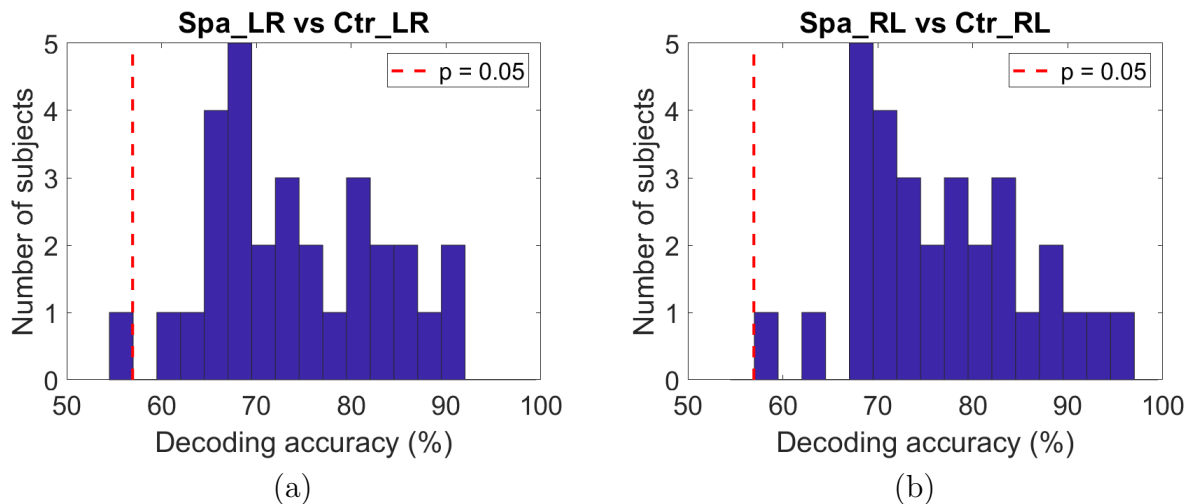 Spa_LR vs Ctr_LR
5
4
3
2
1
0
Number of subjects
p = 0.05
50 60 70 80 90 100
Decoding accuracy (%)
(a)
Spa_RL vs Ctr_RL
5
4
3
2
1
0
Number of subjects
p = 0.05
50 60 70 80 90 100
Decoding accuracy (%)
(b)